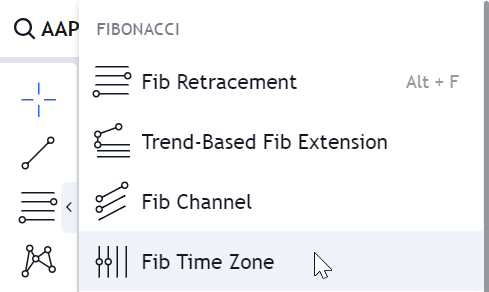 AAP
FIBONACCI
Fib Retracement Alt + F
Trend-Based Fib Extension
Fib Channel
Fib Time Zone